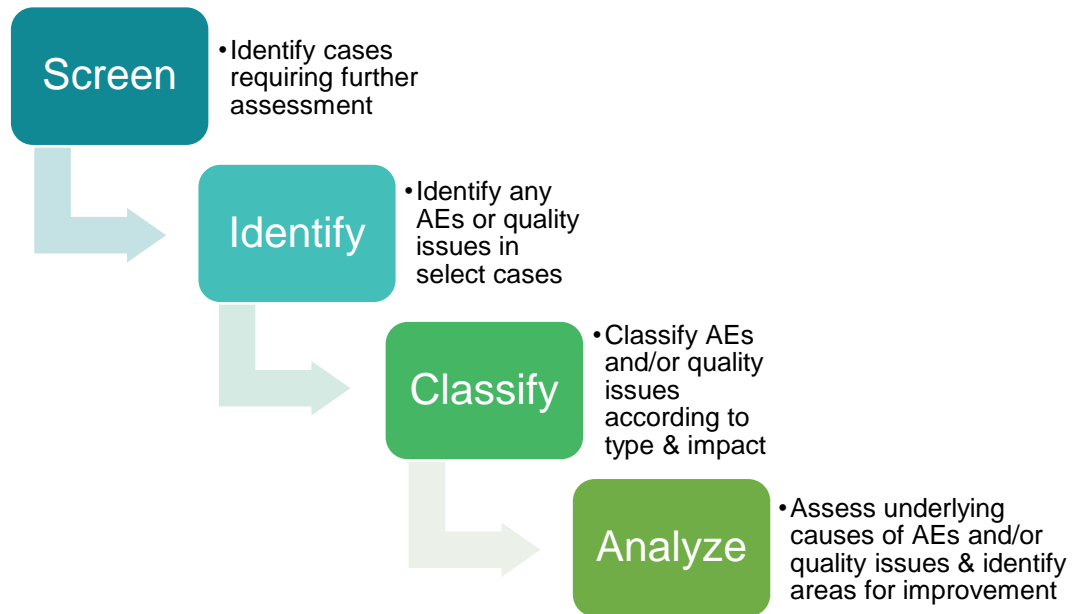 Screen
•Identify cases
requiring further
assessment
Identify
•Identify any
AEs or quality
issues in
select cases
Classify
•Classify AEs
and/or quality
issues
according to
type & impact
Analyze
•Assess underlying
causes of AEs and/or
quality issues & identify
areas for improvement